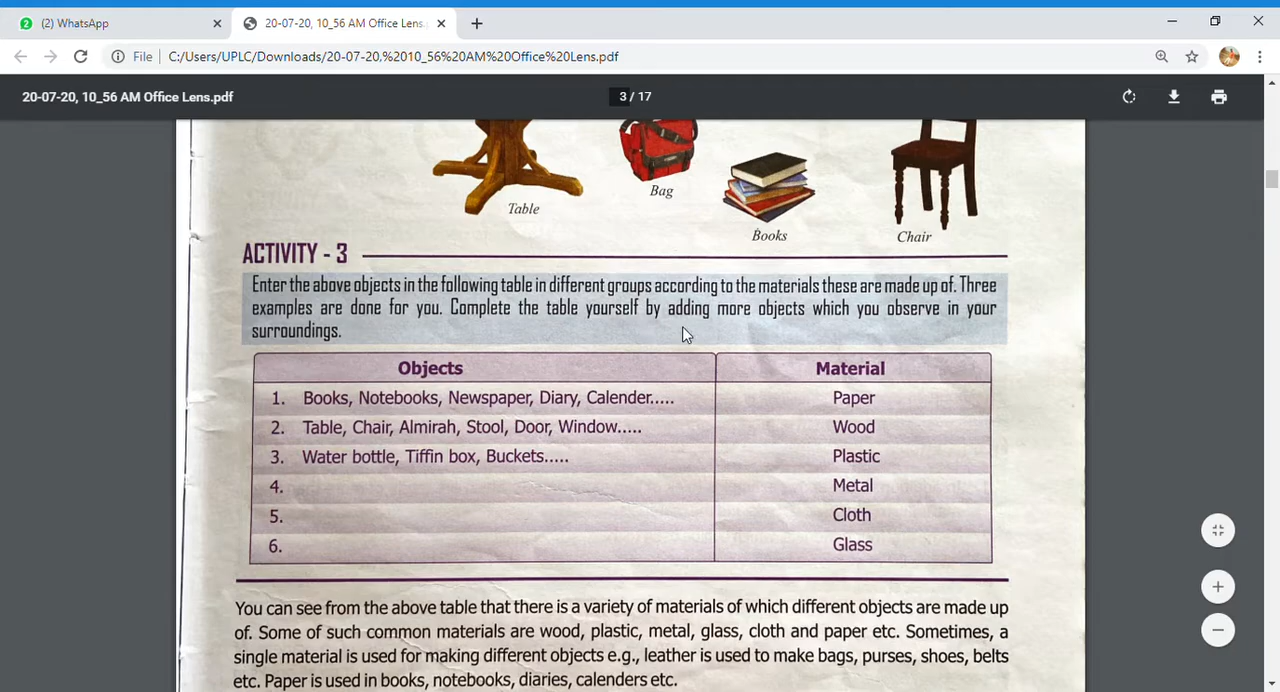 2
(2) WhatsApp
20-07-20, 10_56 AM Office Lens
File
C:/Users/UPLC/Downloads/20-07-20,%2010_56%20AM%20Office%20Lens.pdf
20-07-20, 10_56 AM Office Lens.pdf
3 / 17
Table
Bag
Books
Chair
ACTIVITY - 3
Enter the above objects in the following table in different groups according to the materials these are made up of. Three
examples are done for you. Complete the table yourself by adding more objects which you observe in your
surroundings.
Objects Material
1. Books, Notebooks, Newspaper, Diary, Calender..... Paper
2. Table, Chair, Almirah, Stool, Door, Window..... Wood
3. Water bottle, Tiffin box, Buckets..... Plastic
4. Metal
5. Cloth
6. Glass
You can see from the above table that there is a variety of materials of which different objects are made up
of. Some of such common materials are wood, plastic, metal, glass, cloth and paper etc. Sometimes, a
single material is used for making different objects e.g., leather is used to make bags, purses, shoes, belts
etc. Paper is used in books, notebooks, diaries, calenders etc.